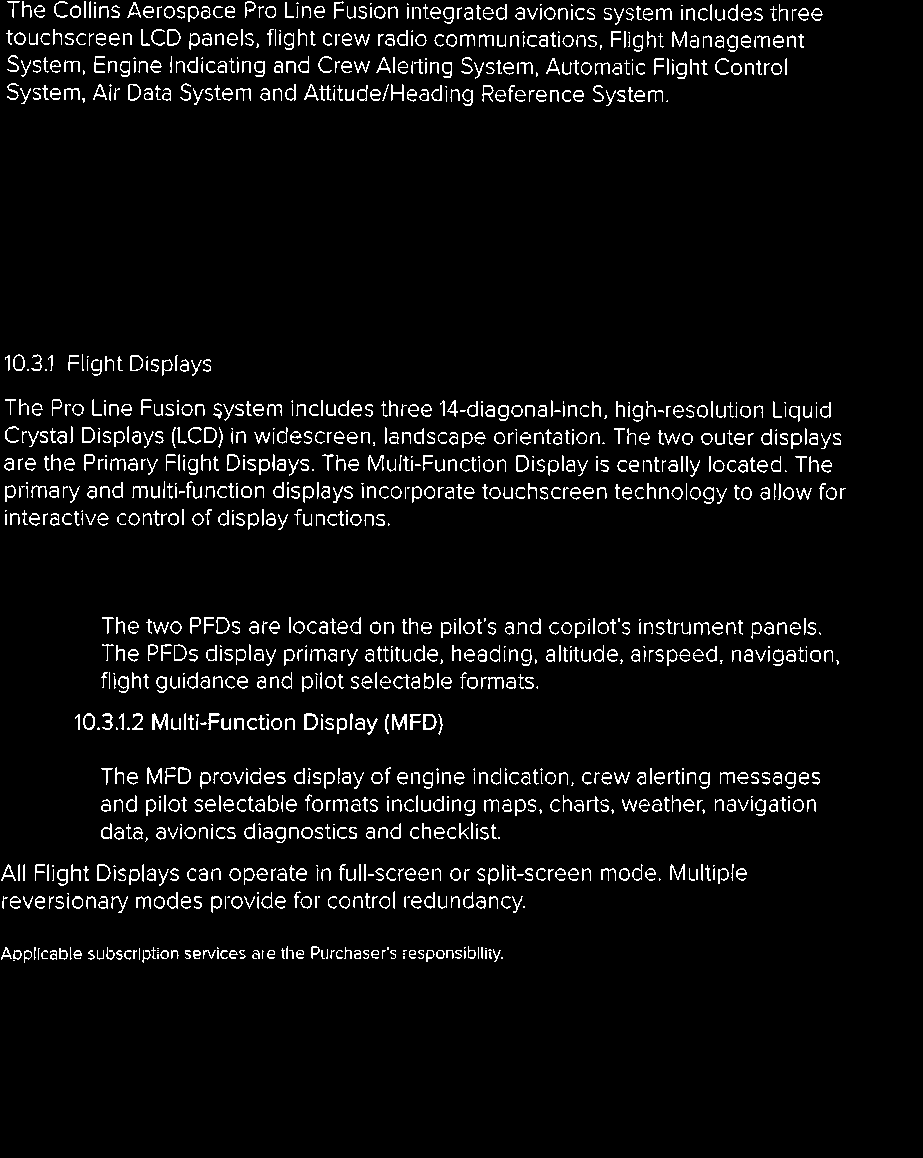 The Collins Aerospace Pro Line Fusion integrated avionics system includes three
touchscreen LCD panels, flight crew radio communications, Flight Management
System, Engine Indicating and Crew Alerting System, Automatic Flight Control
System, Air Data System and Attitude/Heading Reference System.
10.3.1 Flight Displays
The Pro Line Fusion system includes three 14-diagonal-inch, high-resolution Liquid
Crystal Displays (LCD) in widescreen, landscape orientation. The two outer displays
are the Primary Flight Displays. The Multi-Function Display is centrally located. The
primary and multi-function displays incorporate touchscreen technology to allow for
interactive control of display functions.
The two PFDs are located on the pilot's and copilot's instrument panels.
The PFDs display primary attitude, heading, altitude, airspeed, navigation,
flight guidance and pilot selectable formats.
10.3.1.2 Multi-Function Display (MFD)
The MFD provides display of engine indication, crew alerting messages
and pilot selectable formats including maps, charts, weather, navigation
data, avionics diagnostics and checklist.
All Flight Displays can operate in full-screen or split-screen mode. Multiple
reversionary modes provide for control redundancy.
Applicable subscription services are the Purchaser's responsibility.